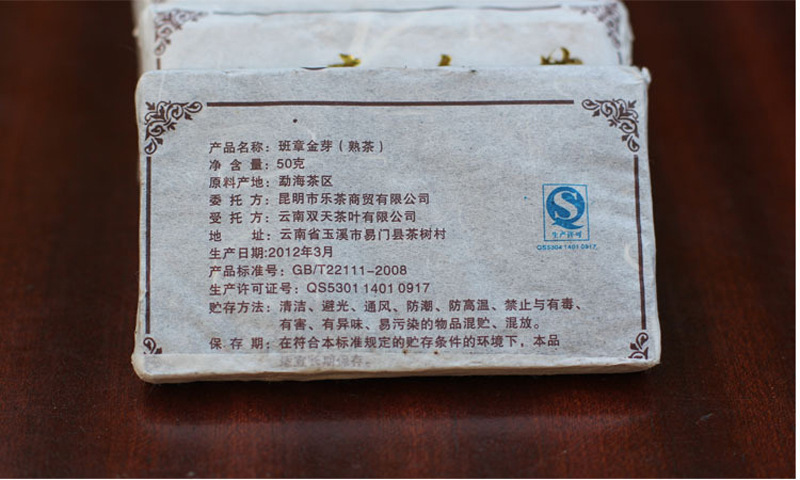 产品名称：班章金芽（熟茶）
净 含 量：50克
原料产地：勐海茶区
委 托 方：昆明市乐茶商贸有限公司
受 托 方：云南双天茶叶有限公司
地 址：云南省玉溪市易门县茶树村
生产日期:2012年3月
产品标准号：GB/T22111-2008
生产许可证号：QS5301 1401 0917
贮存方法：清洁、避光、通风、防潮、防高温、禁止与有毒、
有害、有异味、易污染的物品混贮、混放。
保 存 期：在符合本标准规定的贮存条件的环境下，本品
适宜长期保存。
生产许可
QS5304 1401 0917